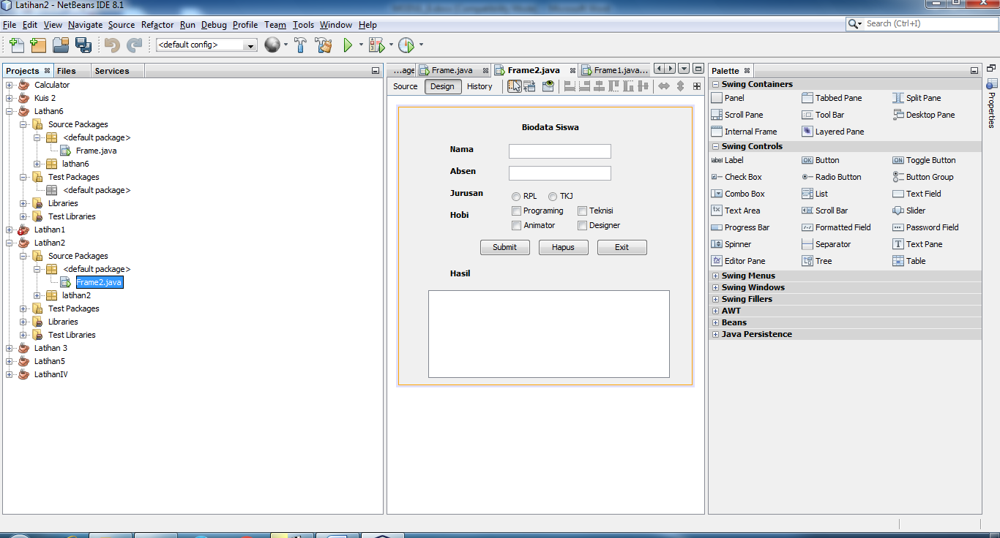 Latihan2 - NetBeans IDE 8.1
File Edit View Navigate Source Refactor Run Debug Profile Team Tools Window Help
Search (Ctrl+I)
<default config>
Projects Files Services
Calculator
Kuis 2
Lathan6
Source Packages
<default package>
Frame.java
lathan6
Test Packages
<default package>
Libraries
Test Libraries
Latihan1
Latihan2
Source Packages
<default package>
Frame2.java
latihan2
Test Packages
Libraries
Test Libraries
Latihan 3
Latihan5
LatihanIV
...age Frame.java Frame2.java Frame1.java...
Source Design History
Biodata Siswa
Nama
Absen
Jurusan RPL TKJ
Hobi Programing Teknisi
Animator Designer
Submit Hapus Exit
Hasil
Palette
Swing Containers
Panel Tabbed Pane Split Pane
Scroll Pane Tool Bar Desktop Pane
Internal Frame Layered Pane
Swing Controls
label Label OK Button ON Toggle Button
Check Box Radio Button Button Group
Combo Box List Text Field
Text Area Scroll Bar Slider
Progress Bar Formatted Field Password Field
Spinner Separator Text Pane
Editor Pane Tree Table
Swing Menus
Swing Windows
Swing Fillers
AWT
Beans
Java Persistence
Properties